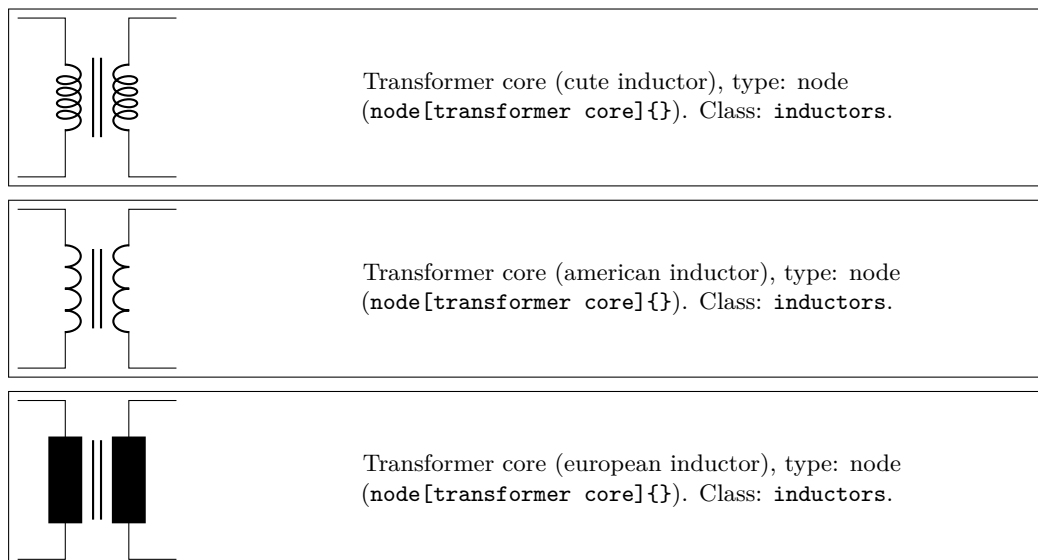 Transformer core (cute inductor), type: node
(node[transformer core]{}). Class: inductors.
Transformer core (american inductor), type: node
(node[transformer core]{}). Class: inductors.
Transformer core (european inductor), type: node
(node[transformer core]{}). Class: inductors.